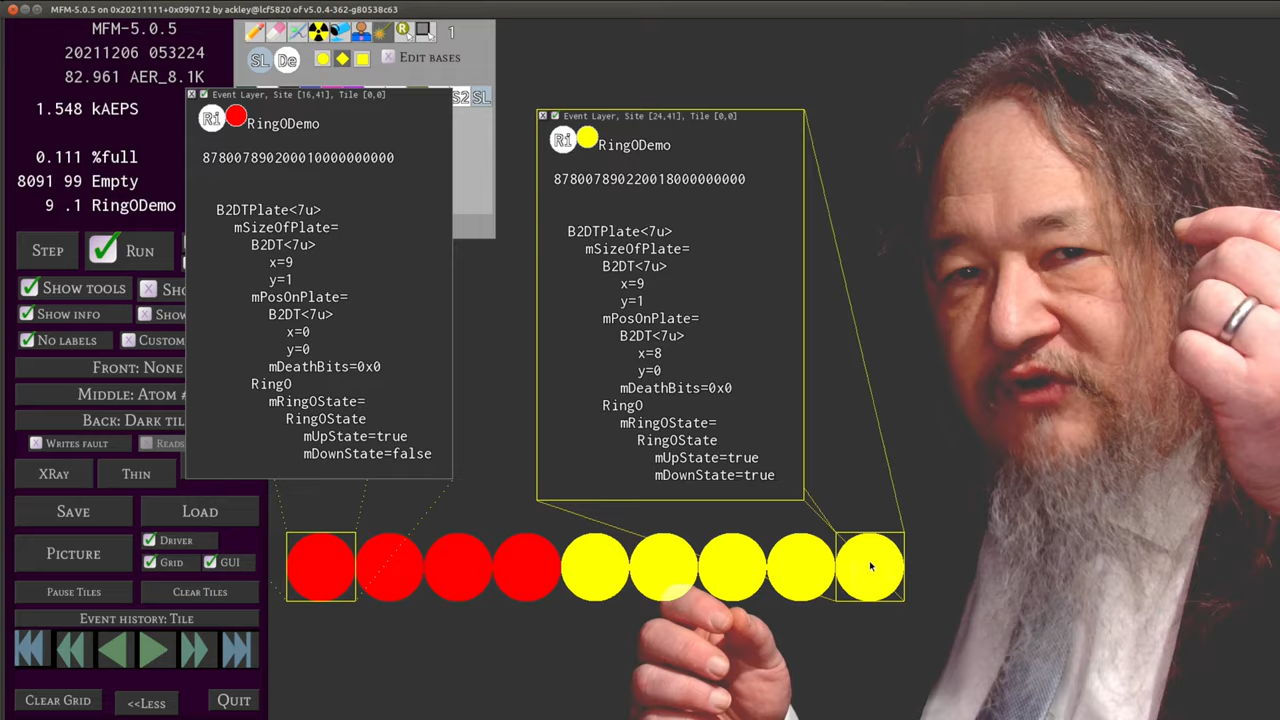 MFM-5.0.5 on 0x20211111+0x090712/ by ackley@lcf5820 of v5.0.4-362-g80538c63
MFM-5.0.5
20211206 053224
82.961 AER_8.1K
1.548 kAEPS
0.111 %full
8091 99 Empty
9 .1 RingODemo
1
SL De
EDIT BASES
S2 SL
STEP
RUN
SHOW TOOLS
SHOW INFO
NO LABELS
CUSTOM
FRONT: NONE
BACK: DARK TIL
WRITES FAULT
READS
XRAY
THIN
SAVE
LOAD
PICTURE
DRIVER
GRID
GUI
PAUSE TILES
CLEAR TILES
EVENT HISTORY: TILE
CLEAR GRID
<<LESS
QUIT
Event Layer, Site [16,41], Tile [0,0]
Ri RingODemo
878007890200010000000000
B2DTPlate<7u>
mSizeOfPlate=
B2DT<7u>
x=9
y=1
mPosOnPlate=
B2DT<7u>
x=0
y=0
mDeathBits=0x0
RingO
mRingOState=
RingOState
mUpState=true
mDownState=false
Event Layer, Site [24,41], Tile [0,0]
Ri RingODemo
878007890220018000000000
B2DTPlate<7u>
mSizeOfPlate=
B2DT<7u>
x=9
y=1
mPosOnPlate=
B2DT<7u>
x=8
y=0
mDeathBits=0x0
RingO
mRingOState=
RingOState
mUpState=true
mDownState=true